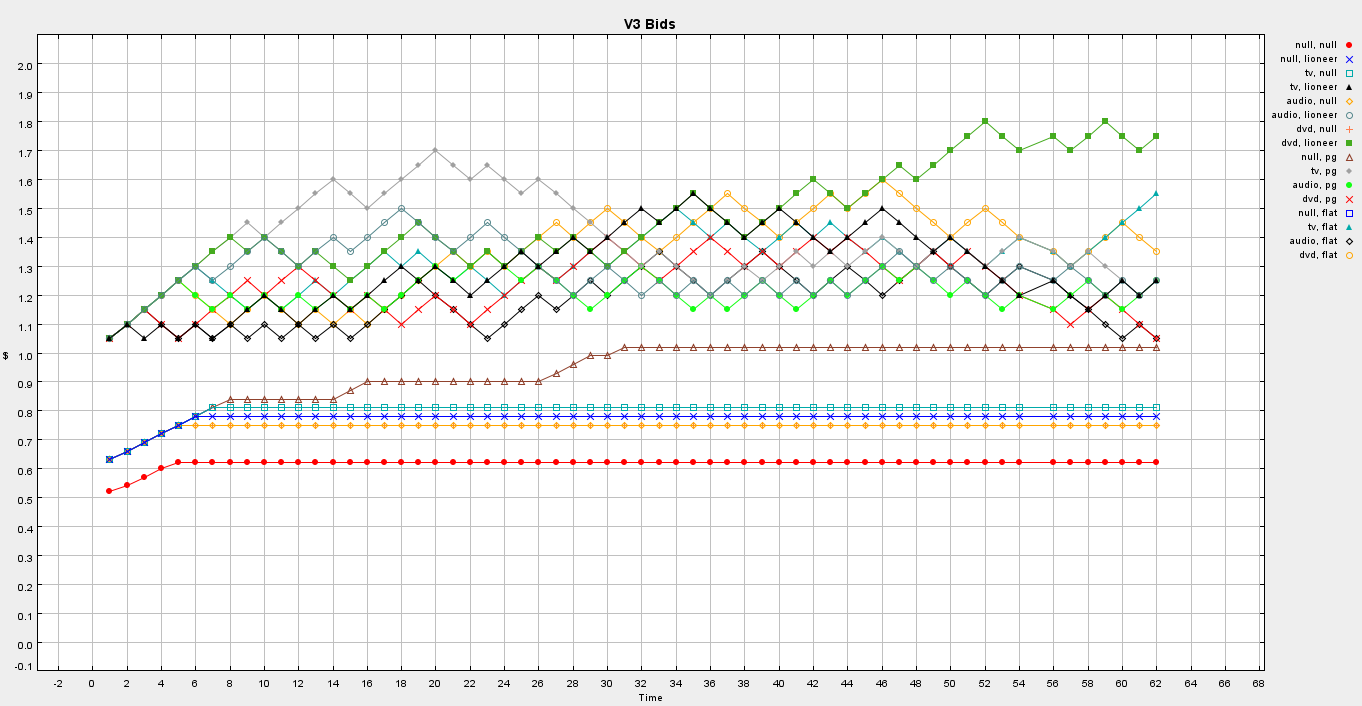 V3 Bids
2.0
1.9
1.8
1.7
1.6
1.5
1.4
1.3
1.2
1.1
1.0
0.9
0.8
0.7
0.6
0.5
0.4
0.3
0.2
0.1
0.0
-0.1
$
-2 0 2 4 6 8 10 12 14 16 18 20 22 24 26 28 30 32 34 36 38 40 42 44 46 48 50 52 54 56 58 60 62 64 66 68
Time
null, null
null, lioneer
tv, null
tv, lioneer
audio, null
audio, lioneer
dvd, null
dvd, lioneer
null, pg
tv, pg
audio, pg
dvd, pg
null, flat
tv, flat
audio, flat
dvd, flat